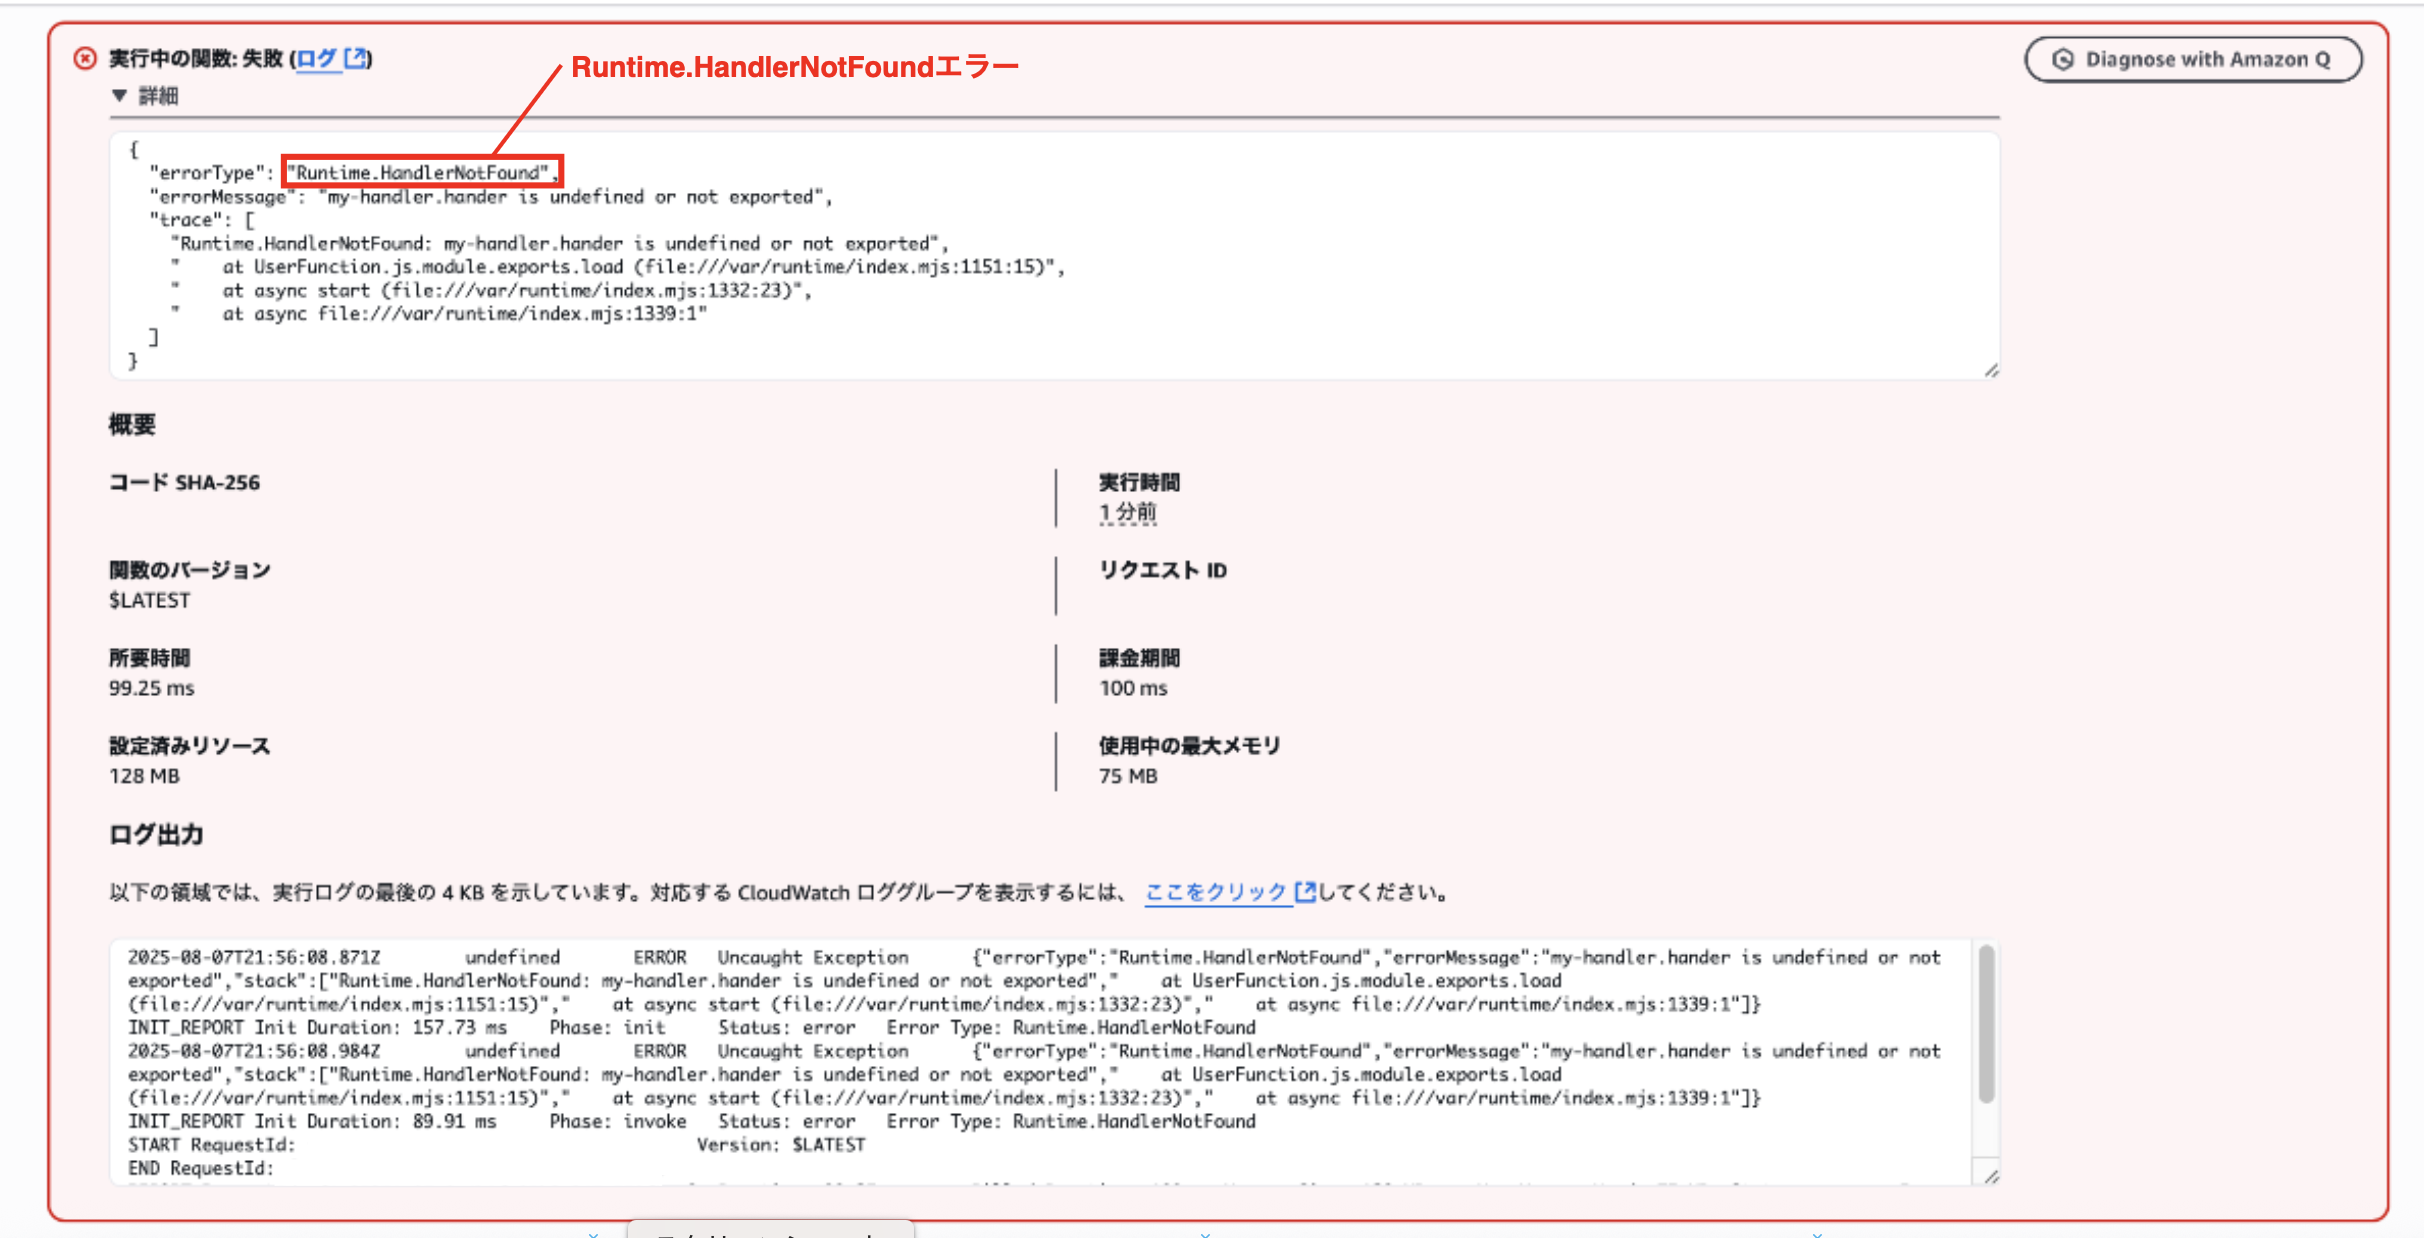 実行中の関数: 失敗 (ログ)
Runtime.HandlerNotFoundエラー
Diagnose with Amazon Q
▼ 詳細
{
"errorType": "Runtime.HandlerNotFound",
"errorMessage": "my-handler.hander is undefined or not exported",
"trace": [
"Runtime.HandlerNotFound: my-handler.hander is undefined or not exported",
"    at UserFunction.js.module.exports.load (file:///var/runtime/index.mjs:1151:15)",
"    at async start (file:///var/runtime/index.mjs:1332:23)",
"    at async file:///var/runtime/index.mjs:1339:1"
]
}
概要
コード SHA-256
実行時間
1 分前
関数のバージョン
$LATEST
リクエスト ID
所要時間
99.25 ms
課金期間
100 ms
設定済みリソース
128 MB
使用中の最大メモリ
75 MB
ログ出力
以下の領域では、実行ログの最後の 4 KB を示しています。対応する CloudWatch ロググループを表示するには、 ここをクリック してください。
2025-08-07T21:56:08.871Z undefined ERROR Uncaught Exception {"errorType":"Runtime.HandlerNotFound","errorMessage":"my-handler.hander is undefined or not
exported","stack":["Runtime.HandlerNotFound: my-handler.hander is undefined or not exported","    at UserFunction.js.module.exports.load
(file:///var/runtime/index.mjs:1151:15)","    at async start (file:///var/runtime/index.mjs:1332:23)","    at async file:///var/runtime/index.mjs:1339:1"]}
INIT_REPORT Init Duration: 157.73 ms Phase: init Status: error Error Type: Runtime.HandlerNotFound
2025-08-07T21:56:08.984Z undefined ERROR Uncaught Exception {"errorType":"Runtime.HandlerNotFound","errorMessage":"my-handler.hander is undefined or not
exported","stack":["Runtime.HandlerNotFound: my-handler.hander is undefined or not exported","    at UserFunction.js.module.exports.load
(file:///var/runtime/index.mjs:1151:15)","    at async start (file:///var/runtime/index.mjs:1332:23)","    at async file:///var/runtime/index.mjs:1339:1"]}
INIT_REPORT Init Duration: 89.91 ms Phase: invoke Status: error Error Type: Runtime.HandlerNotFound
START RequestId: Version: $LATEST
END RequestId: